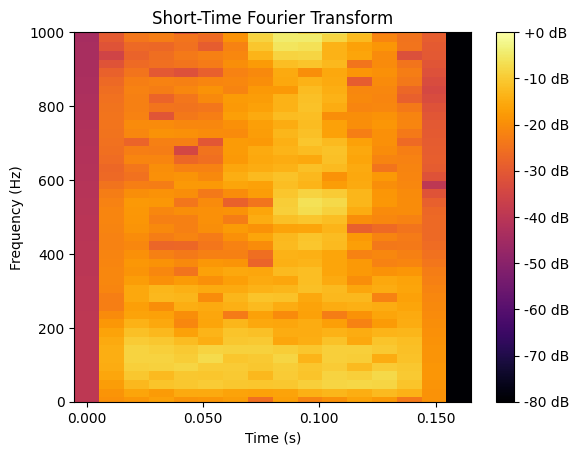 Short-Time Fourier Transform
1000
800
600
400
200
0
Frequency (Hz)
0.000
0.050
0.100
0.150
Time (s)
+0 dB
-10 dB
-20 dB
-30 dB
-40 dB
-50 dB
-60 dB
-70 dB
-80 dB